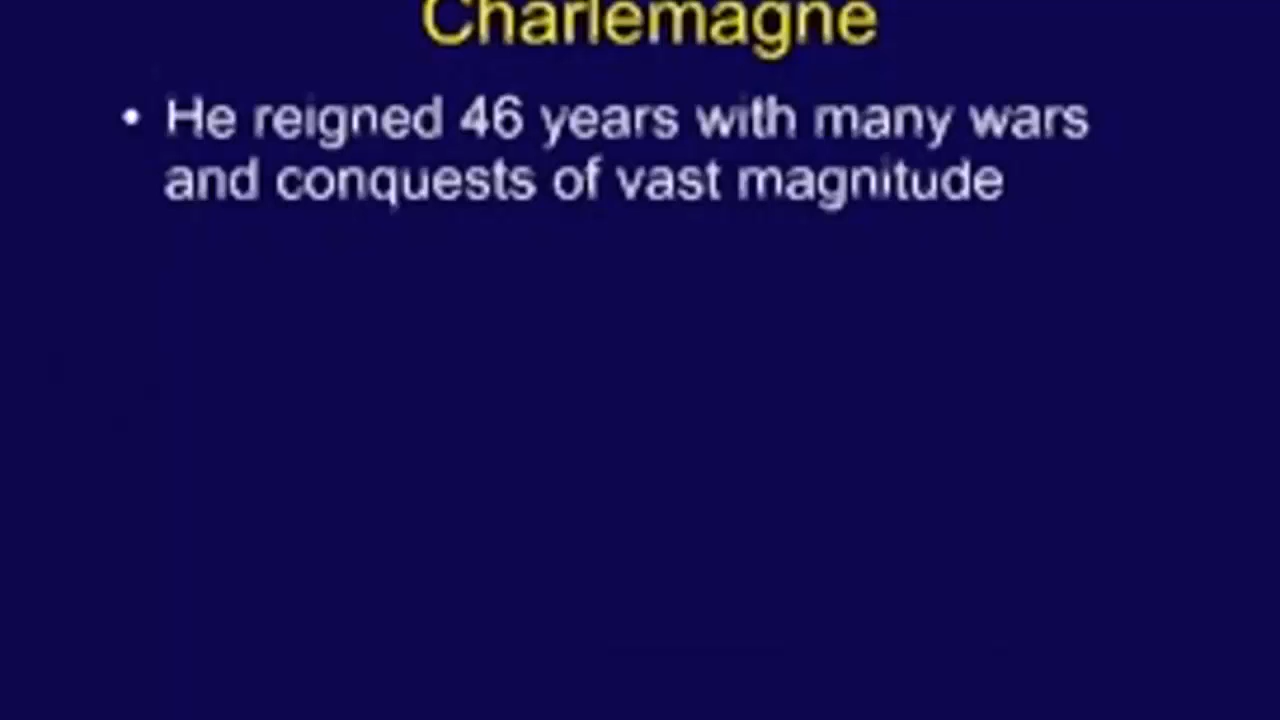 Charlemagne
• He reigned 46 years with many wars
and conquests of vast magnitude